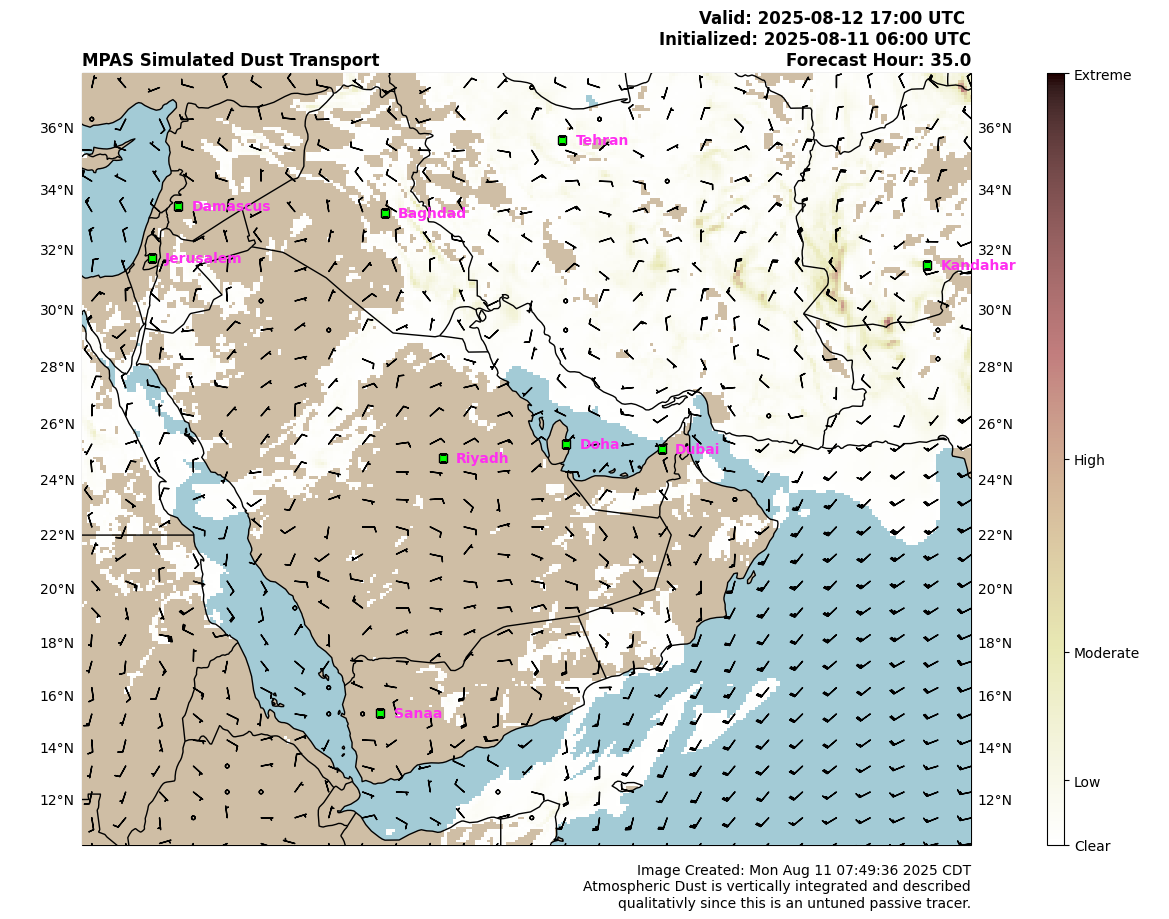 Valid: 2025-08-12 17:00 UTC
Initialized: 2025-08-11 06:00 UTC
MPAS Simulated Dust Transport
Forecast Hour: 35.0
Extreme
36°N
36°N
Tehran
34°N
34°N
Damascus
Baghdad
32°N
32°N
Jerusalem
Kandahar
30°N
30°N
28°N
28°N
26°N
26°N
Doha
Dubai
Riyadh
High
24°N
24°N
22°N
22°N
20°N
20°N
18°N
18°N
Moderate
16°N
16°N
Sanaa
14°N
14°N
Low
12°N
12°N
Clear
Image Created: Mon Aug 11 07:49:36 2025 CDT
Atmospheric Dust is vertically integrated and described
qualitativly since this is an untuned passive tracer.